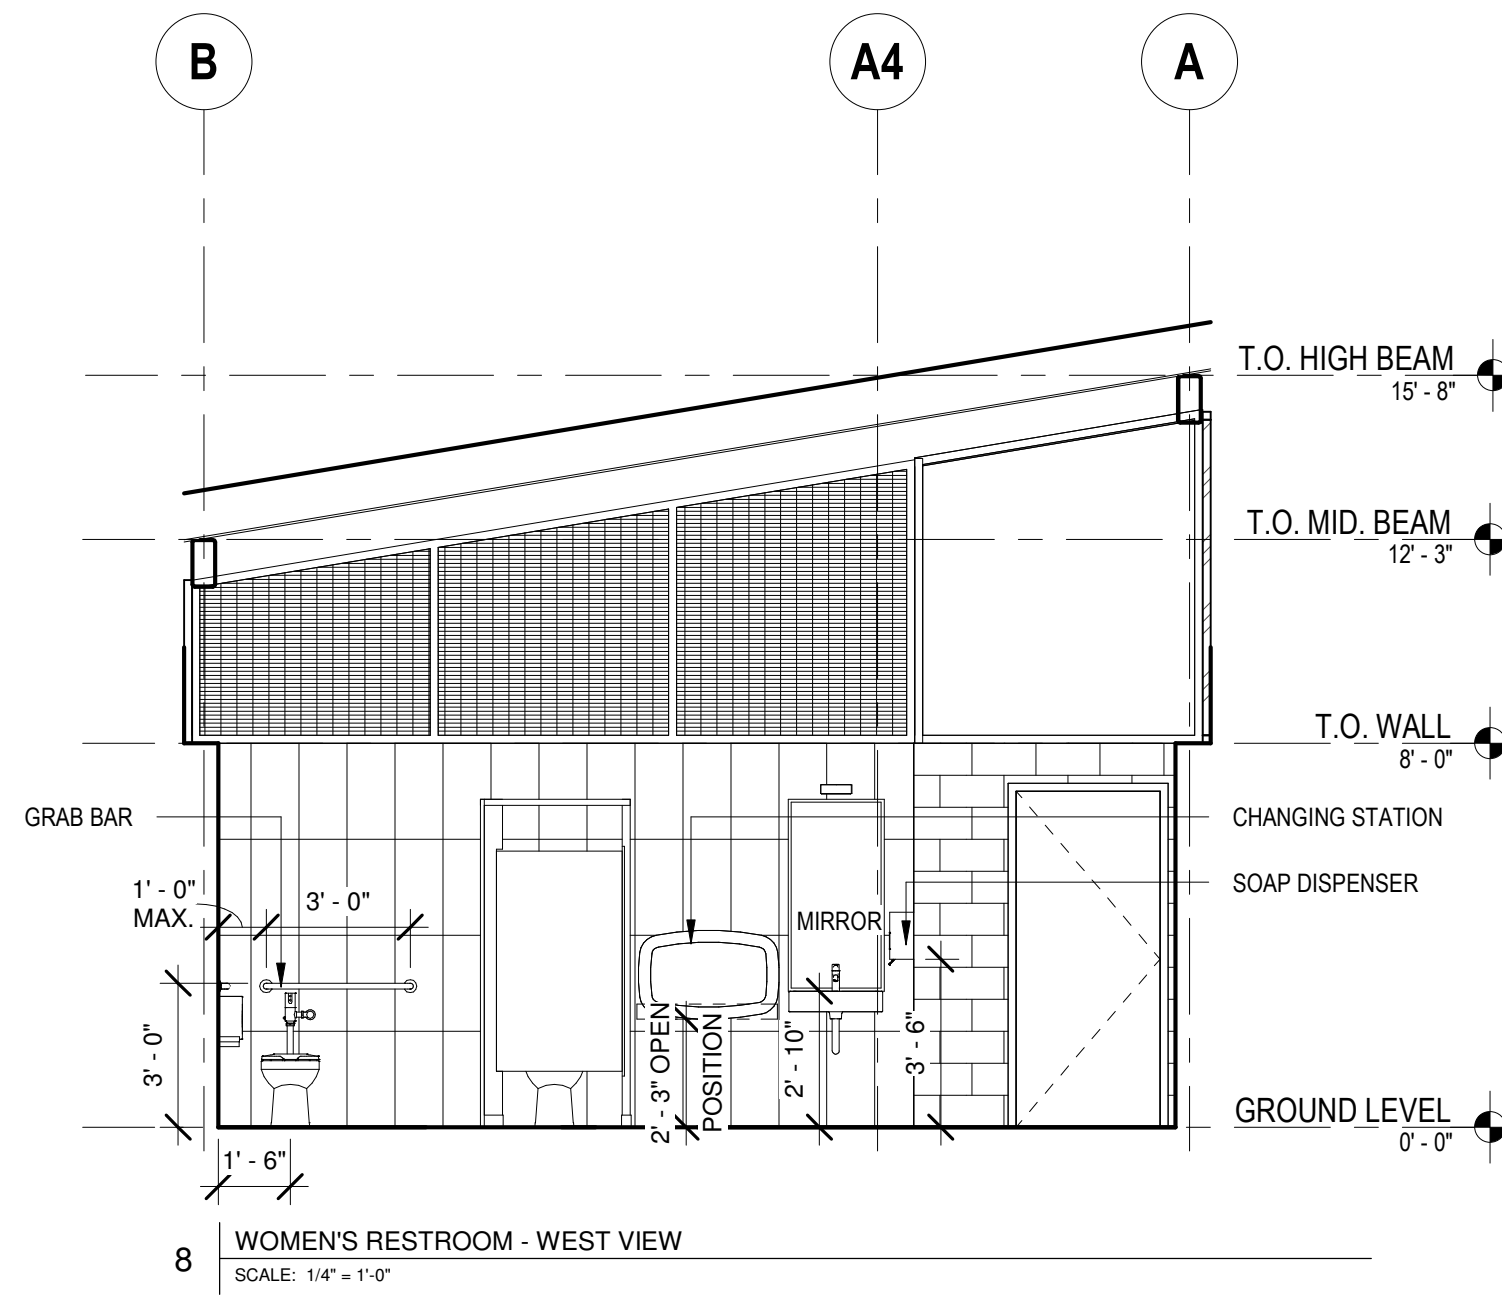 B
A4
A
T.O. HIGH BEAM
15' - 8"
T.O. MID. BEAM
12' - 3"
T.O. WALL
8' - 0"
GRAB BAR
CHANGING STATION
1' - 0"
MAX.
3' - 0"
SOAP DISPENSER
MIRROR
3' - 0"
2' - 3" OPEN
POSITION
2' - 10"
3' - 6"
GROUND LEVEL
0' - 0"
1' - 6"
8
WOMEN'S RESTROOM - WEST VIEW
SCALE: 1/4" = 1'-0"